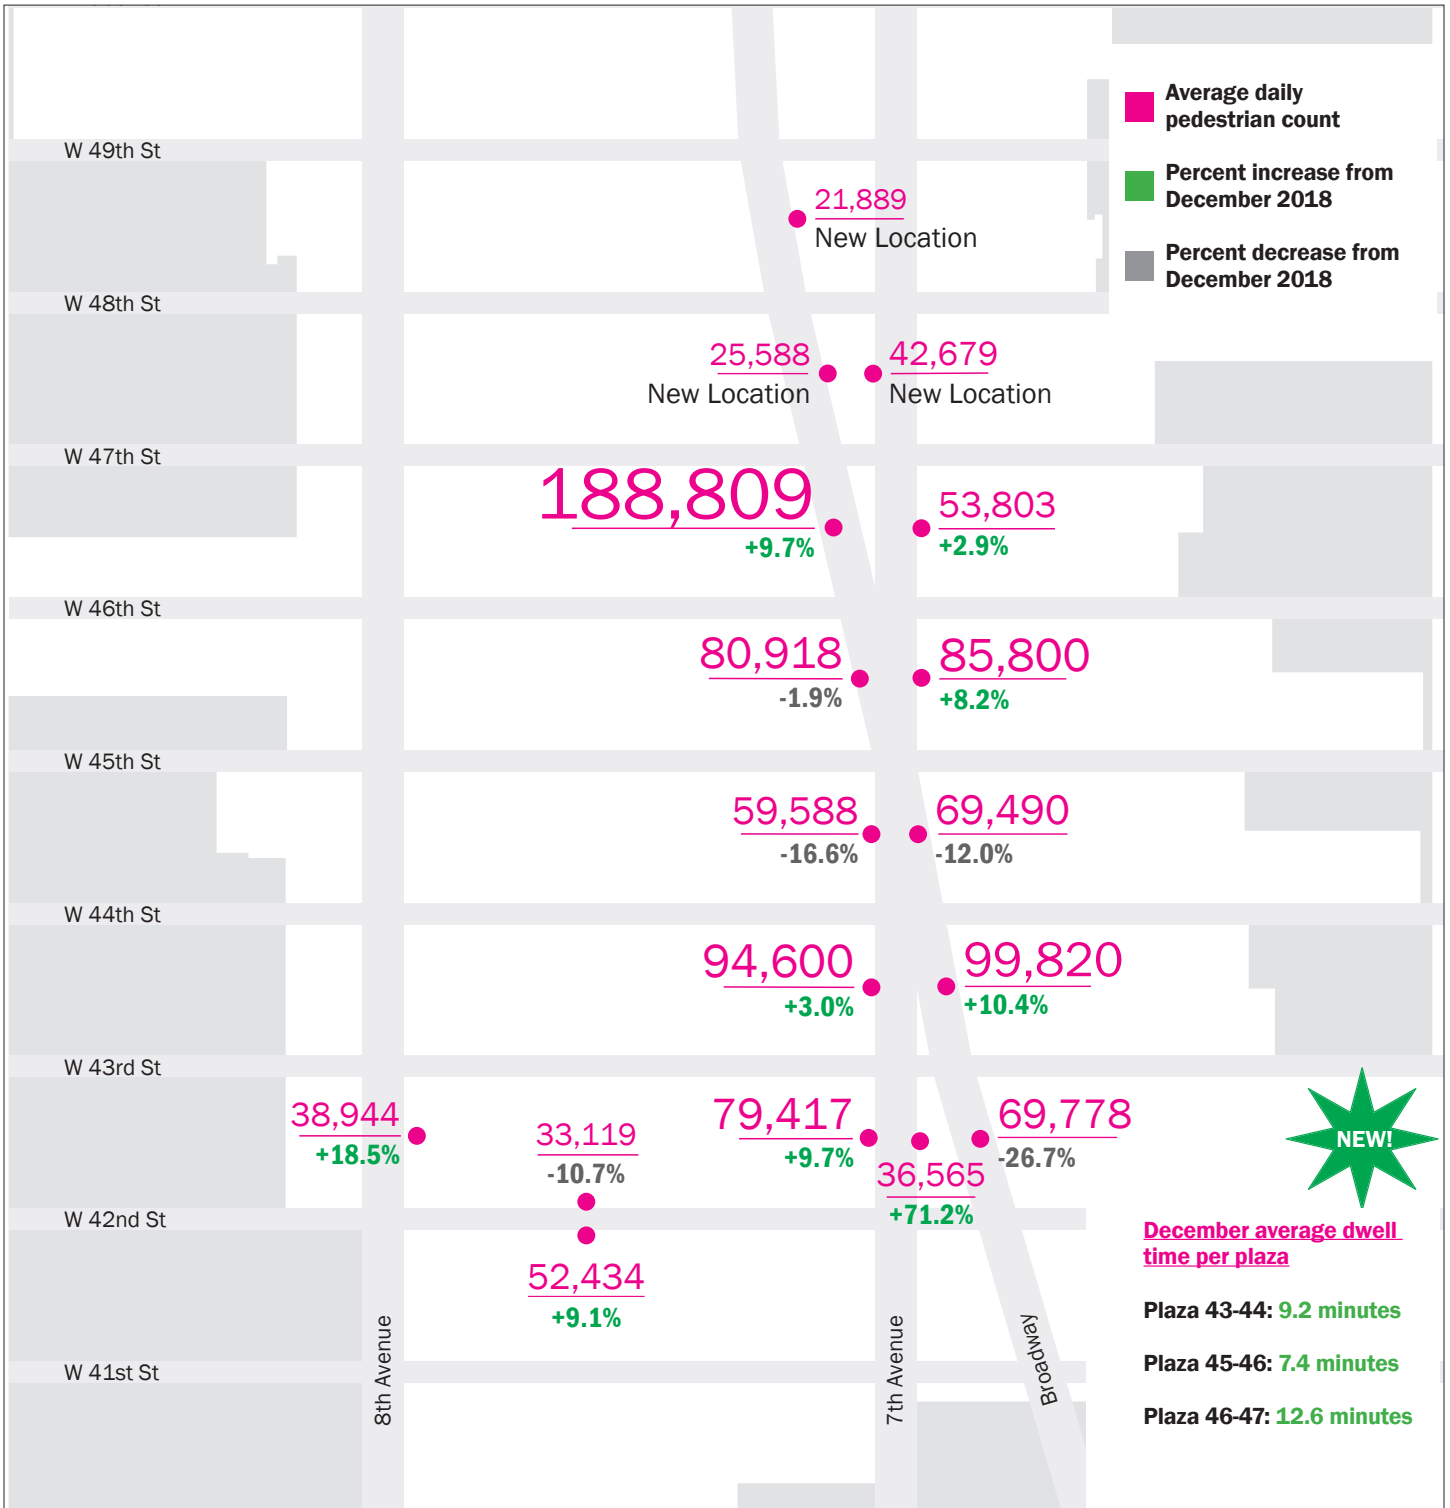 Average daily
pedestrian count
Percent increase from
December 2018
Percent decrease from
December 2018
W 49th St
21,889
New Location
W 48th St
25,588
New Location
42,679
New Location
W 47th St
188,809
+9.7%
53,803
+2.9%
W 46th St
80,918
-1.9%
85,800
+8.2%
W 45th St
59,588
-16.6%
69,490
-12.0%
W 44th St
94,600
+3.0%
99,820
+10.4%
W 43rd St
38,944
+18.5%
33,119
-10.7%
79,417
+9.7%
36,565
+71.2%
69,778
-26.7%
NEW!
W 42nd St
52,434
+9.1%
December average dwell
time per plaza
Plaza 43-44: 9.2 minutes
Plaza 45-46: 7.4 minutes
Plaza 46-47: 12.6 minutes
W 41st St
8th Avenue
7th Avenue
Broadway